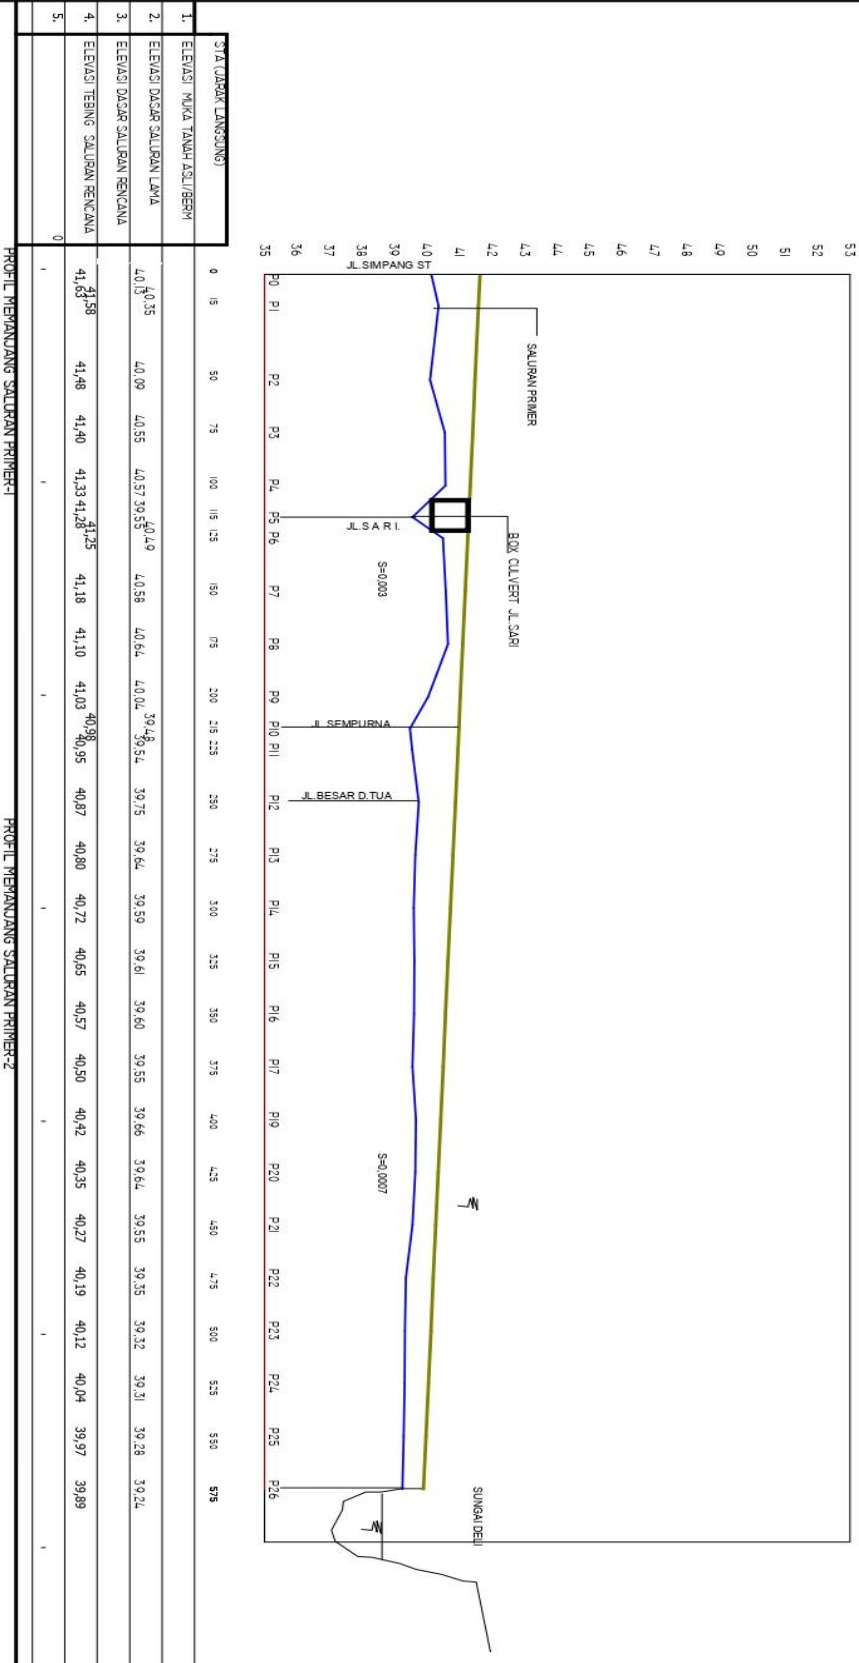 53
52
51
50
49
48
47
46
45
44
43
42
41
40
39
38
37
36
35
SALURAN PRIMER
BOX CULVERT JL.SARI
SUNGAI DELI
JL.SIMPANG ST
JL.S A R I.
S=0,003
JL.SEMPURNA
JL.BESAR D.TUA
S=0,0007
P0 P1 P2 P3 P4 P5 P6 P7 P8 P9 P10 P11 P12 P13 P14 P15 P16 P17 P19 P20 P21 P22 P23 P24 P25 P26
STA (JARAK LANGSUNG) 0 15 50 75 100 115 125 150 175 200 215 225 250 275 300 325 350 375 400 425 450 475 500 525 550 575
1. ELEVASI MUKA TANAH ASLI/BERM
2. ELEVASI DASAR SALURAN LAMA 40.13 40.35 40.09 40.55 40.57 39.55 40.49 40.58 40.64 40.04 39.48 39.54 39.75 39.64 39.59 39.61 39.60 39.55 39.66 39.64 39.55 39.35 39.32 39.31 39.28 39.24
3. ELEVASI DASAR SALURAN RENCANA
4. ELEVASI TEBING SALURAN RENCANA 41,63 41,58 41,48 41,40 41,33 41,28 41,25 41,18 41,10 41,03 40,98 40,95 40,87 40,80 40,72 40,65 40,57 40,50 40,42 40,35 40,27 40,19 40,12 40,04 39,97 39,89
5. 0
PROFIL MEMANJANG SALURAN PRIMER-1
PROFIL MEMANJANG SALURAN PRIMER-2